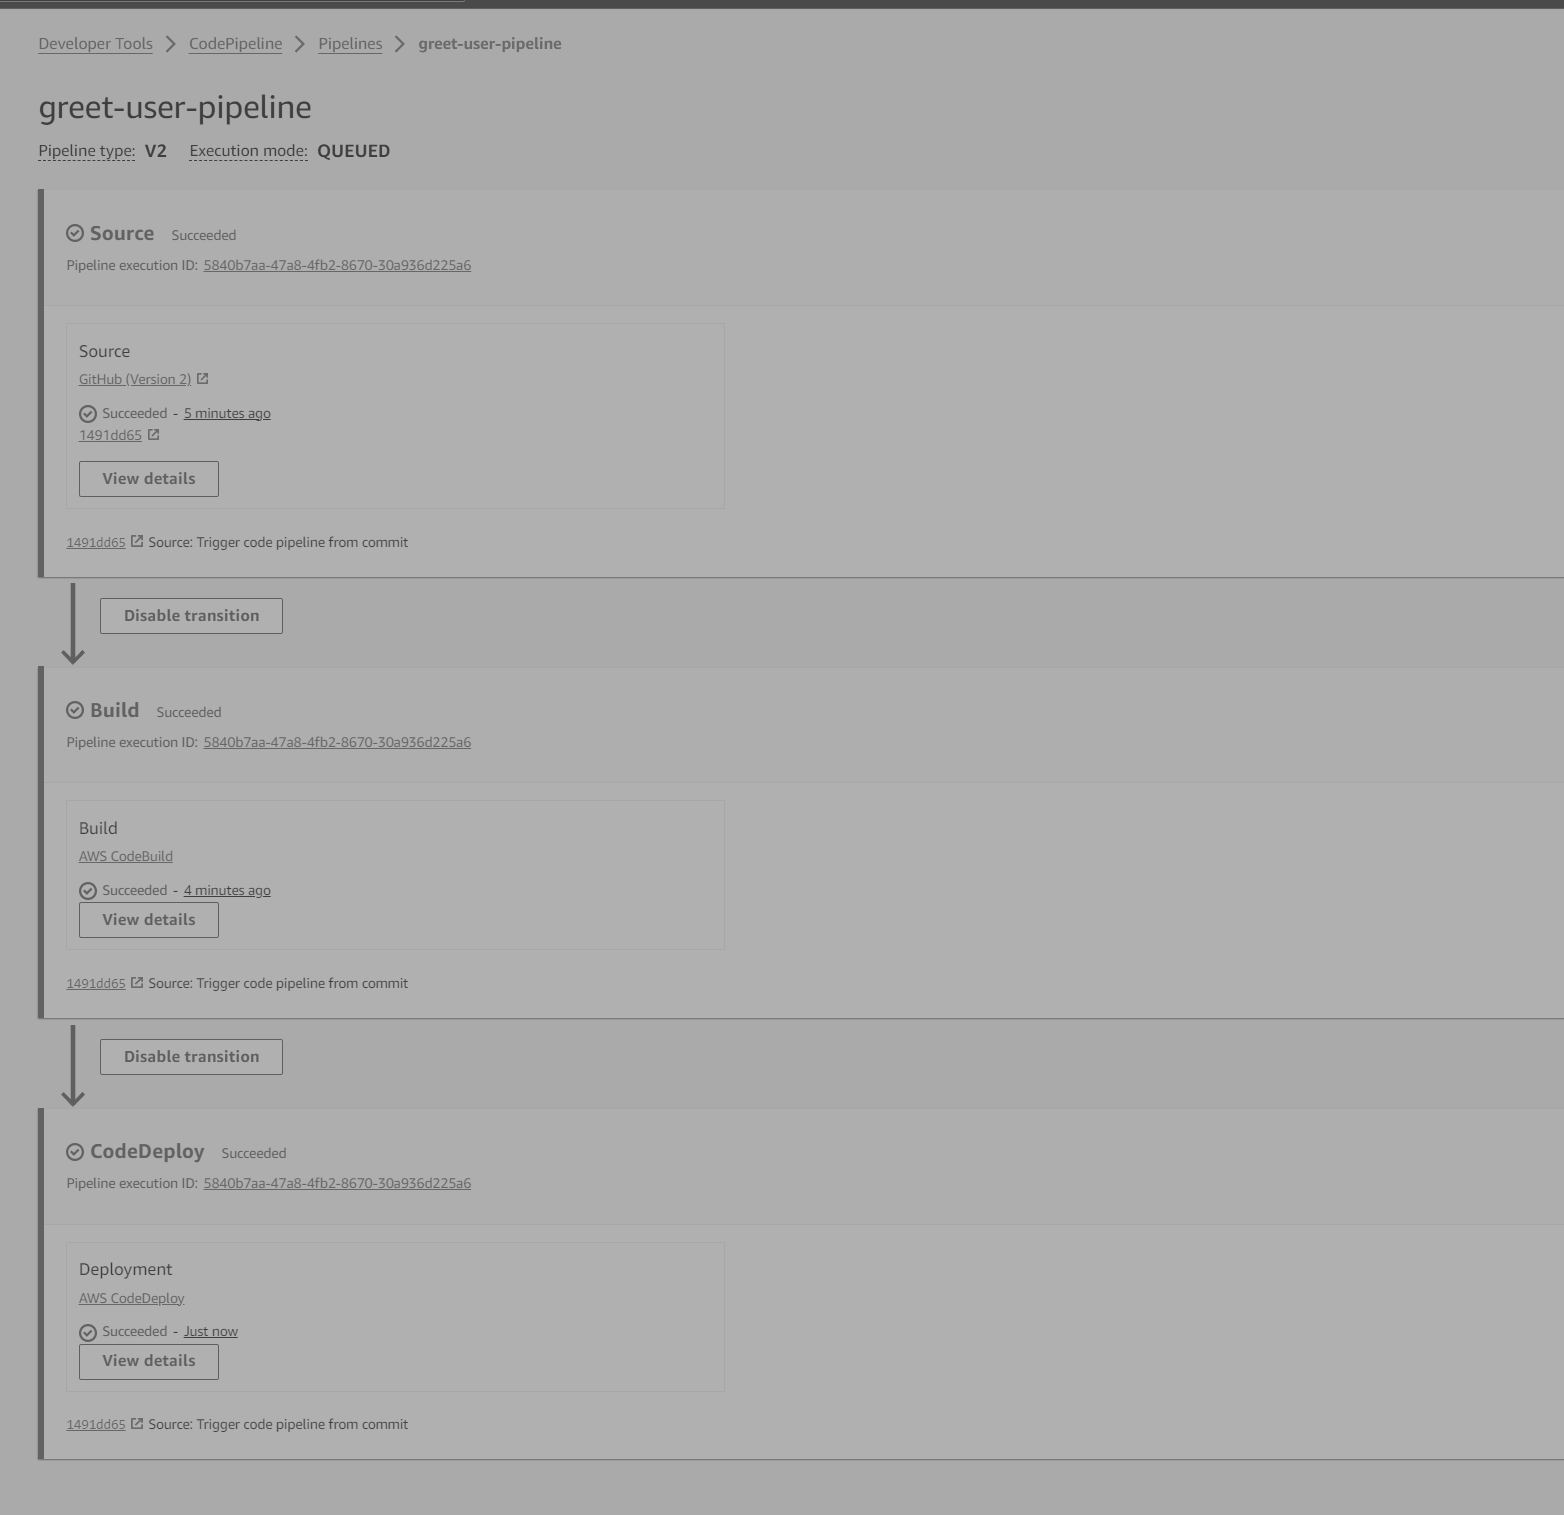 Developer Tools > CodePipeline > Pipelines > greet-user-pipeline
greet-user-pipeline
Pipeline type: V2 Execution mode: QUEUED
Source Succeeded
Pipeline execution ID: 5840b7aa-47a8-4fb2-8670-30a936d225a6
Source
GitHub (Version 2)
Succeeded - 5 minutes ago
1491dd65
View details
1491dd65 Source: Trigger code pipeline from commit
Disable transition
Build Succeeded
Pipeline execution ID: 5840b7aa-47a8-4fb2-8670-30a936d225a6
Build
AWS CodeBuild
Succeeded - 4 minutes ago
View details
1491dd65 Source: Trigger code pipeline from commit
Disable transition
CodeDeploy Succeeded
Pipeline execution ID: 5840b7aa-47a8-4fb2-8670-30a936d225a6
Deployment
AWS CodeDeploy
Succeeded - Just now
View details
1491dd65 Source: Trigger code pipeline from commit